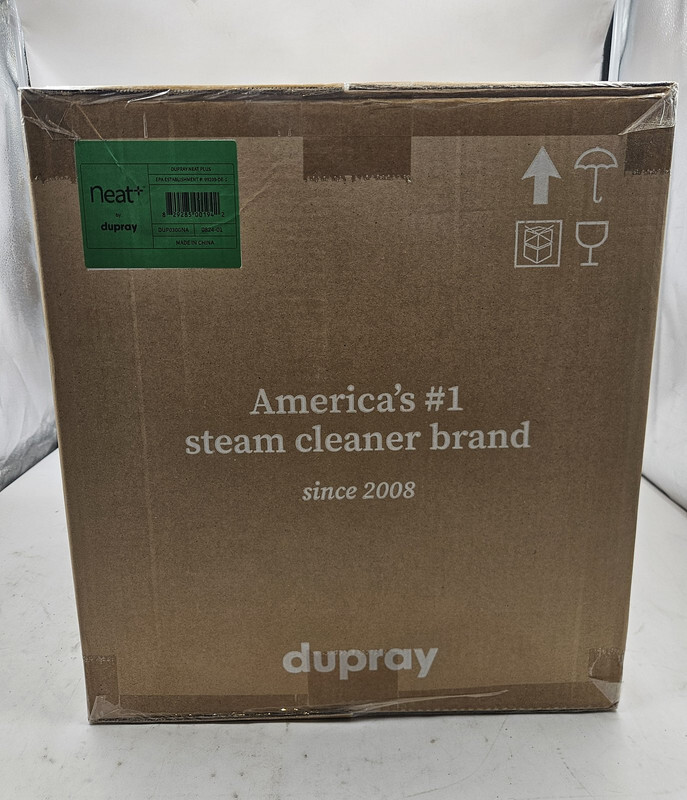 DUPRAY NEAT PLUS
neat+
by
dupray
MADE IN CHINA
America's #1
steam cleaner brand
since 2008
dupray